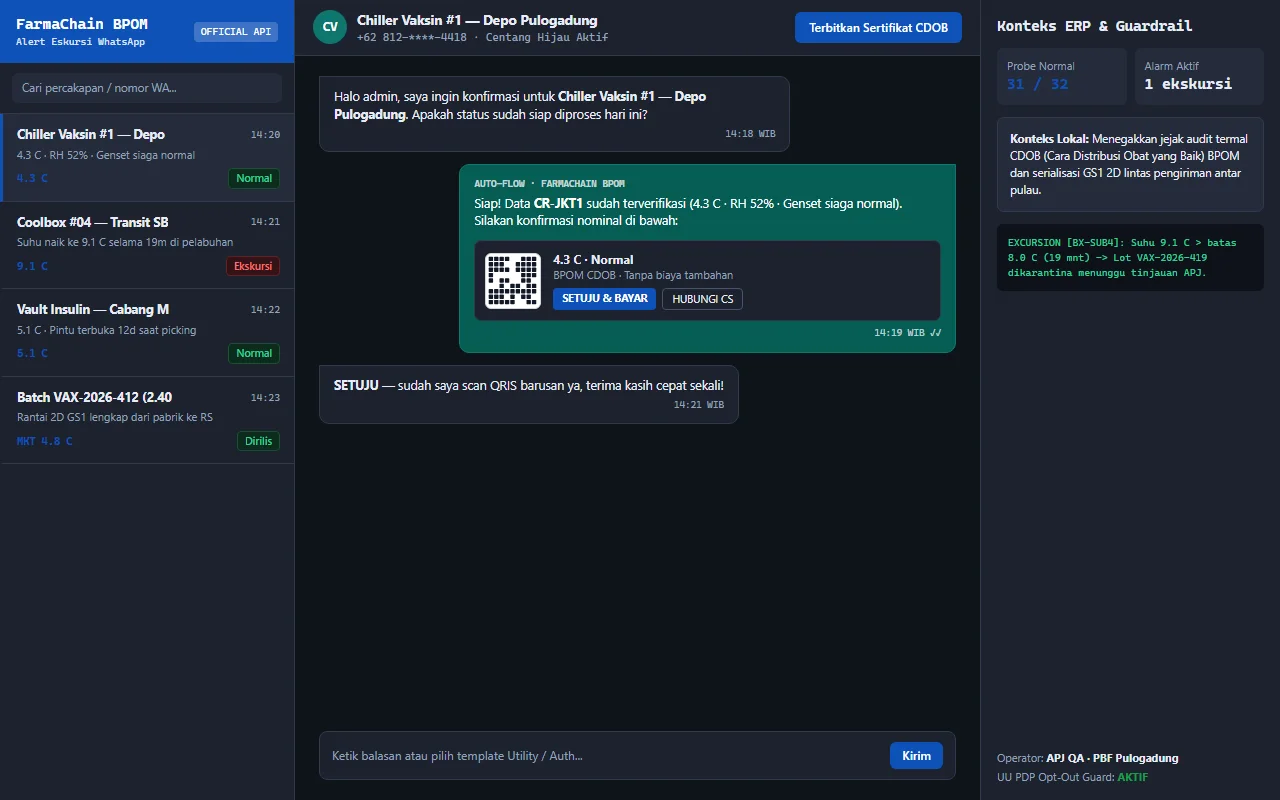 FarmaChain BPOM
Alert Eskursi WhatsApp
OFFICIAL API
Cari percakapan / nomor WA...
Chiller Vaksin #1 — Depo
14:20
4.3 C · RH 52% · Genset siaga normal
4.3 C
Normal
Coolbox #04 — Transit SB
14:21
Suhu naik ke 9.1 C selama 19m di pelabuhan
9.1 C
Ekskursi
Vault Insulin — Cabang M
14:22
5.1 C · Pintu terbuka 12d saat picking
5.1 C
Normal
Batch VAX-2026-412 (2.40
14:23
Rantai 2D GS1 lengkap dari pabrik ke RS
MKT 4.8 C
Dirilis
CV
Chiller Vaksin #1 — Depo Pulogadung
+62 812-****-4418 · Centang Hijau Aktif
Terbitkan Sertifikat CDOB
Halo admin, saya ingin konfirmasi untuk Chiller Vaksin #1 — Depo
Pulogadung. Apakah status sudah siap diproses hari ini?
14:18 WIB
AUTO-FLOW · FARMACHAIN BPOM
Siap! Data CR-JKT1 sudah terverifikasi (4.3 C · RH 52% · Genset siaga normal).
Silakan konfirmasi nominal di bawah:
4.3 C · Normal
BPOM CDOB · Tanpa biaya tambahan
SETUJU & BAYAR
HUBUNGI CS
14:19 WIB ✓✓
SETUJU — sudah saya scan QRIS barusan ya, terima kasih cepat sekali!
14:21 WIB
Ketik balasan atau pilih template Utility / Auth...
Kirim
Konteks ERP & Guardrail
Probe Normal
31 / 32
Alarm Aktif
1 ekskursi
Konteks Lokal: Menegakkan jejak audit termal
CDOB (Cara Distribusi Obat yang Baik) BPOM
dan serialisasi GS1 2D lintas pengiriman antar
pulau.
EXCURSION [BX-SUB4]: Suhu 9.1 C > batas
8.0 C (19 mnt) -> Lot VAX-2026-419
dikarantina menunggu tinjauan APJ.
Operator: APJ QA · PBF Pulogadung
UU PDP Opt-Out Guard: AKTIF